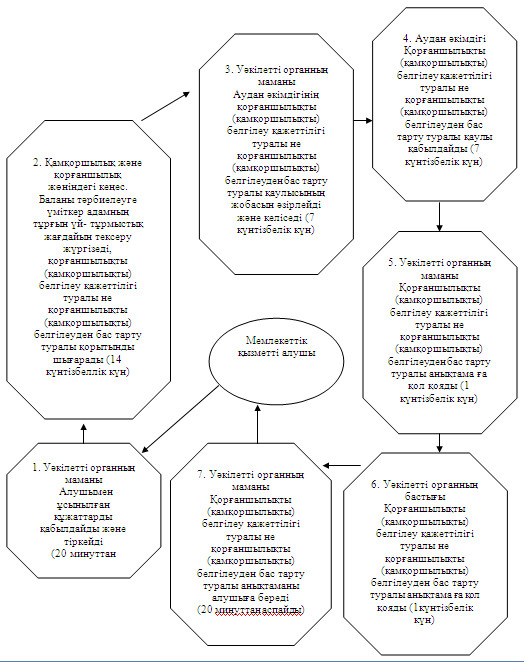 1. Уәкілетті органның
маманы
Алушымен
ұсынылған
құжаттарды
қабылдайды және
тіркейді
(20 минуттан
2. Қамқоршылық және
қорғаншылық
жөніндегі кеңес.
Баланы тәрбиелеуге
үміткер адамның
тұрғын үй- тұрмыстық
жағдайын тексеру
жүргізеді,
қорғаншылықты
(қамқоршылықты)
белгілеу қажеттілігі
туралы не
қорғаншылықты
(қамқоршылықты)
белгілеуден бас тарту
туралы қорытынды
шығарады (14
күнтізбеллік күн)
3. Уәкілетті органның
маманы
Аудан әкімдігінің
қорғаншылықты
(қамқоршылықты)
белгілеу қажеттілігі
туралы не
қорғаншылықты
(қамқоршылықты)
белгілеуден бас тарту
туралы қаулысының
жобасын әзірлейді
және келіседі (7
күнтізбелік күн)
4. Аудан әкімдігі
Қорғаншылықты
(қамқоршылықты)
белгілеу қажеттілігі
туралы не
қорғаншылықты
(қамқоршылықты)
белгілеуден бас
тарту туралы қаулы
қабылдайды (7
күнтізбелік күн)
5. Уәкілетті органның
маманы
Қорғаншылықты
(қамқоршылықты)
белгілеу қажеттілігі
туралы не
қорғаншылықты
(қамқоршылықты)
белгілеуден бас тарту
туралы анықтама ға
қол қояды (1
күнтізбелік күн)
6. Уәкілетті органның
бастығы
Қорғаншылықты
(қамқоршылықты)
белгілеу қажеттілігі
туралы не
қорғаншылықты
(қамқоршылықты)
белгілеуден бас тарту
туралы анықтама ға қол
қояды (1күнтізбелік
күн)
7. Уәкілетті органның
маманы
Қорғаншылықты
(қамқоршылықты)
белгілеу қажеттілігі
туралы не
қорғаншылықты
(қамқоршылықты)
белгілеуден бас тарту
туралы анықтаманы
алушыға береді
(20 минуттан аспайды)
Мемлекеттік
қызметті алушы